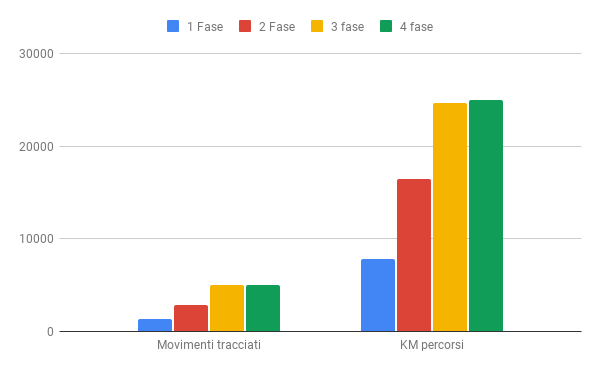 1 Fase 2 Fase 3 fase 4 fase
30000
20000
10000
0
Movimenti tracciati KM percorsi